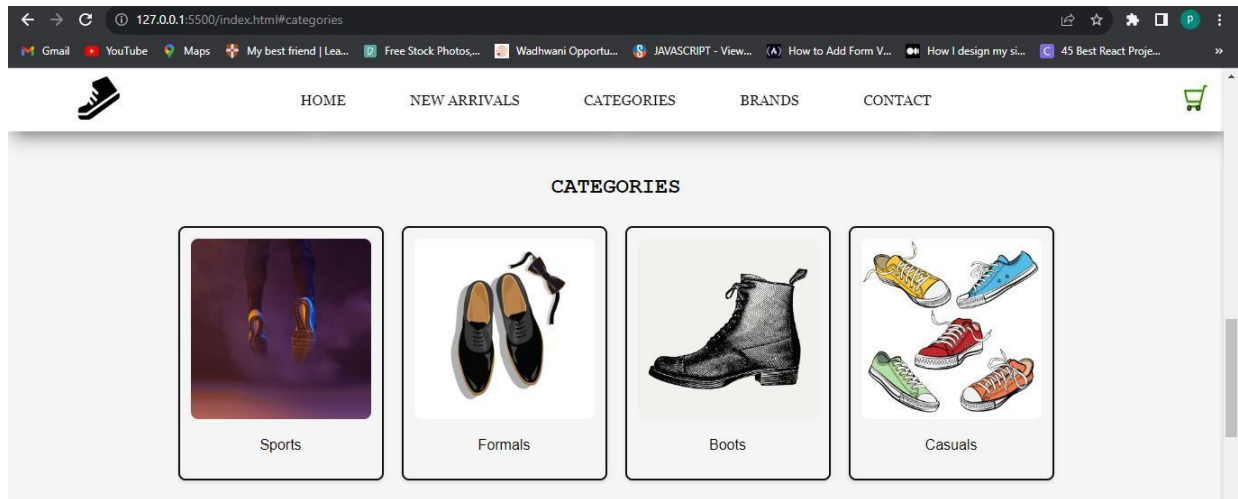 127.0.0.1:5500/index.html#categories
P
Gmail YouTube Maps My best friend | Lea... Free Stock Photos,... Wadhwani Opportu... JAVASCRIPT - View... How to Add Form V... How I design my si... C 45 Best React Proje... »
HOME NEW ARRIVALS CATEGORIES BRANDS CONTACT
CATEGORIES
Sports Formals Boots Casuals